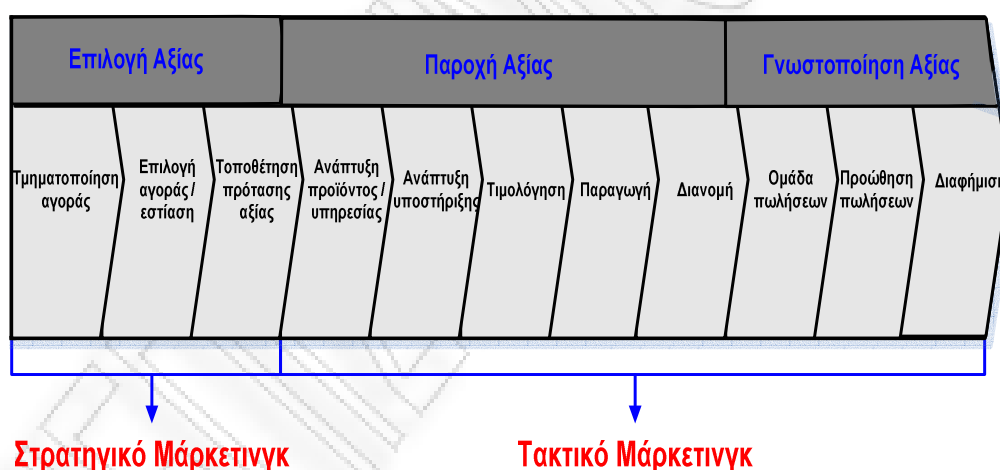 Επιλογή Αξίας
Παροχή Αξίας
Γνωστοποίηση Αξίας
Τμηματοποίηση
αγοράς
Επιλογή
αγοράς /
εστίαση
Τοποθέτηση
πρότασης
αξίας
Ανάπτυξη
προϊόντος /
υπηρεσίας
Ανάπτυξη
υποστήριξης
Τιμολόγηση
Παραγωγή
Διανομή
Ομάδα
πωλήσεων
Προώθηση
πωλήσεων
Διαφήμιση
Στρατηγικό Μάρκετινγκ
Τακτικό Μάρκετινγκ